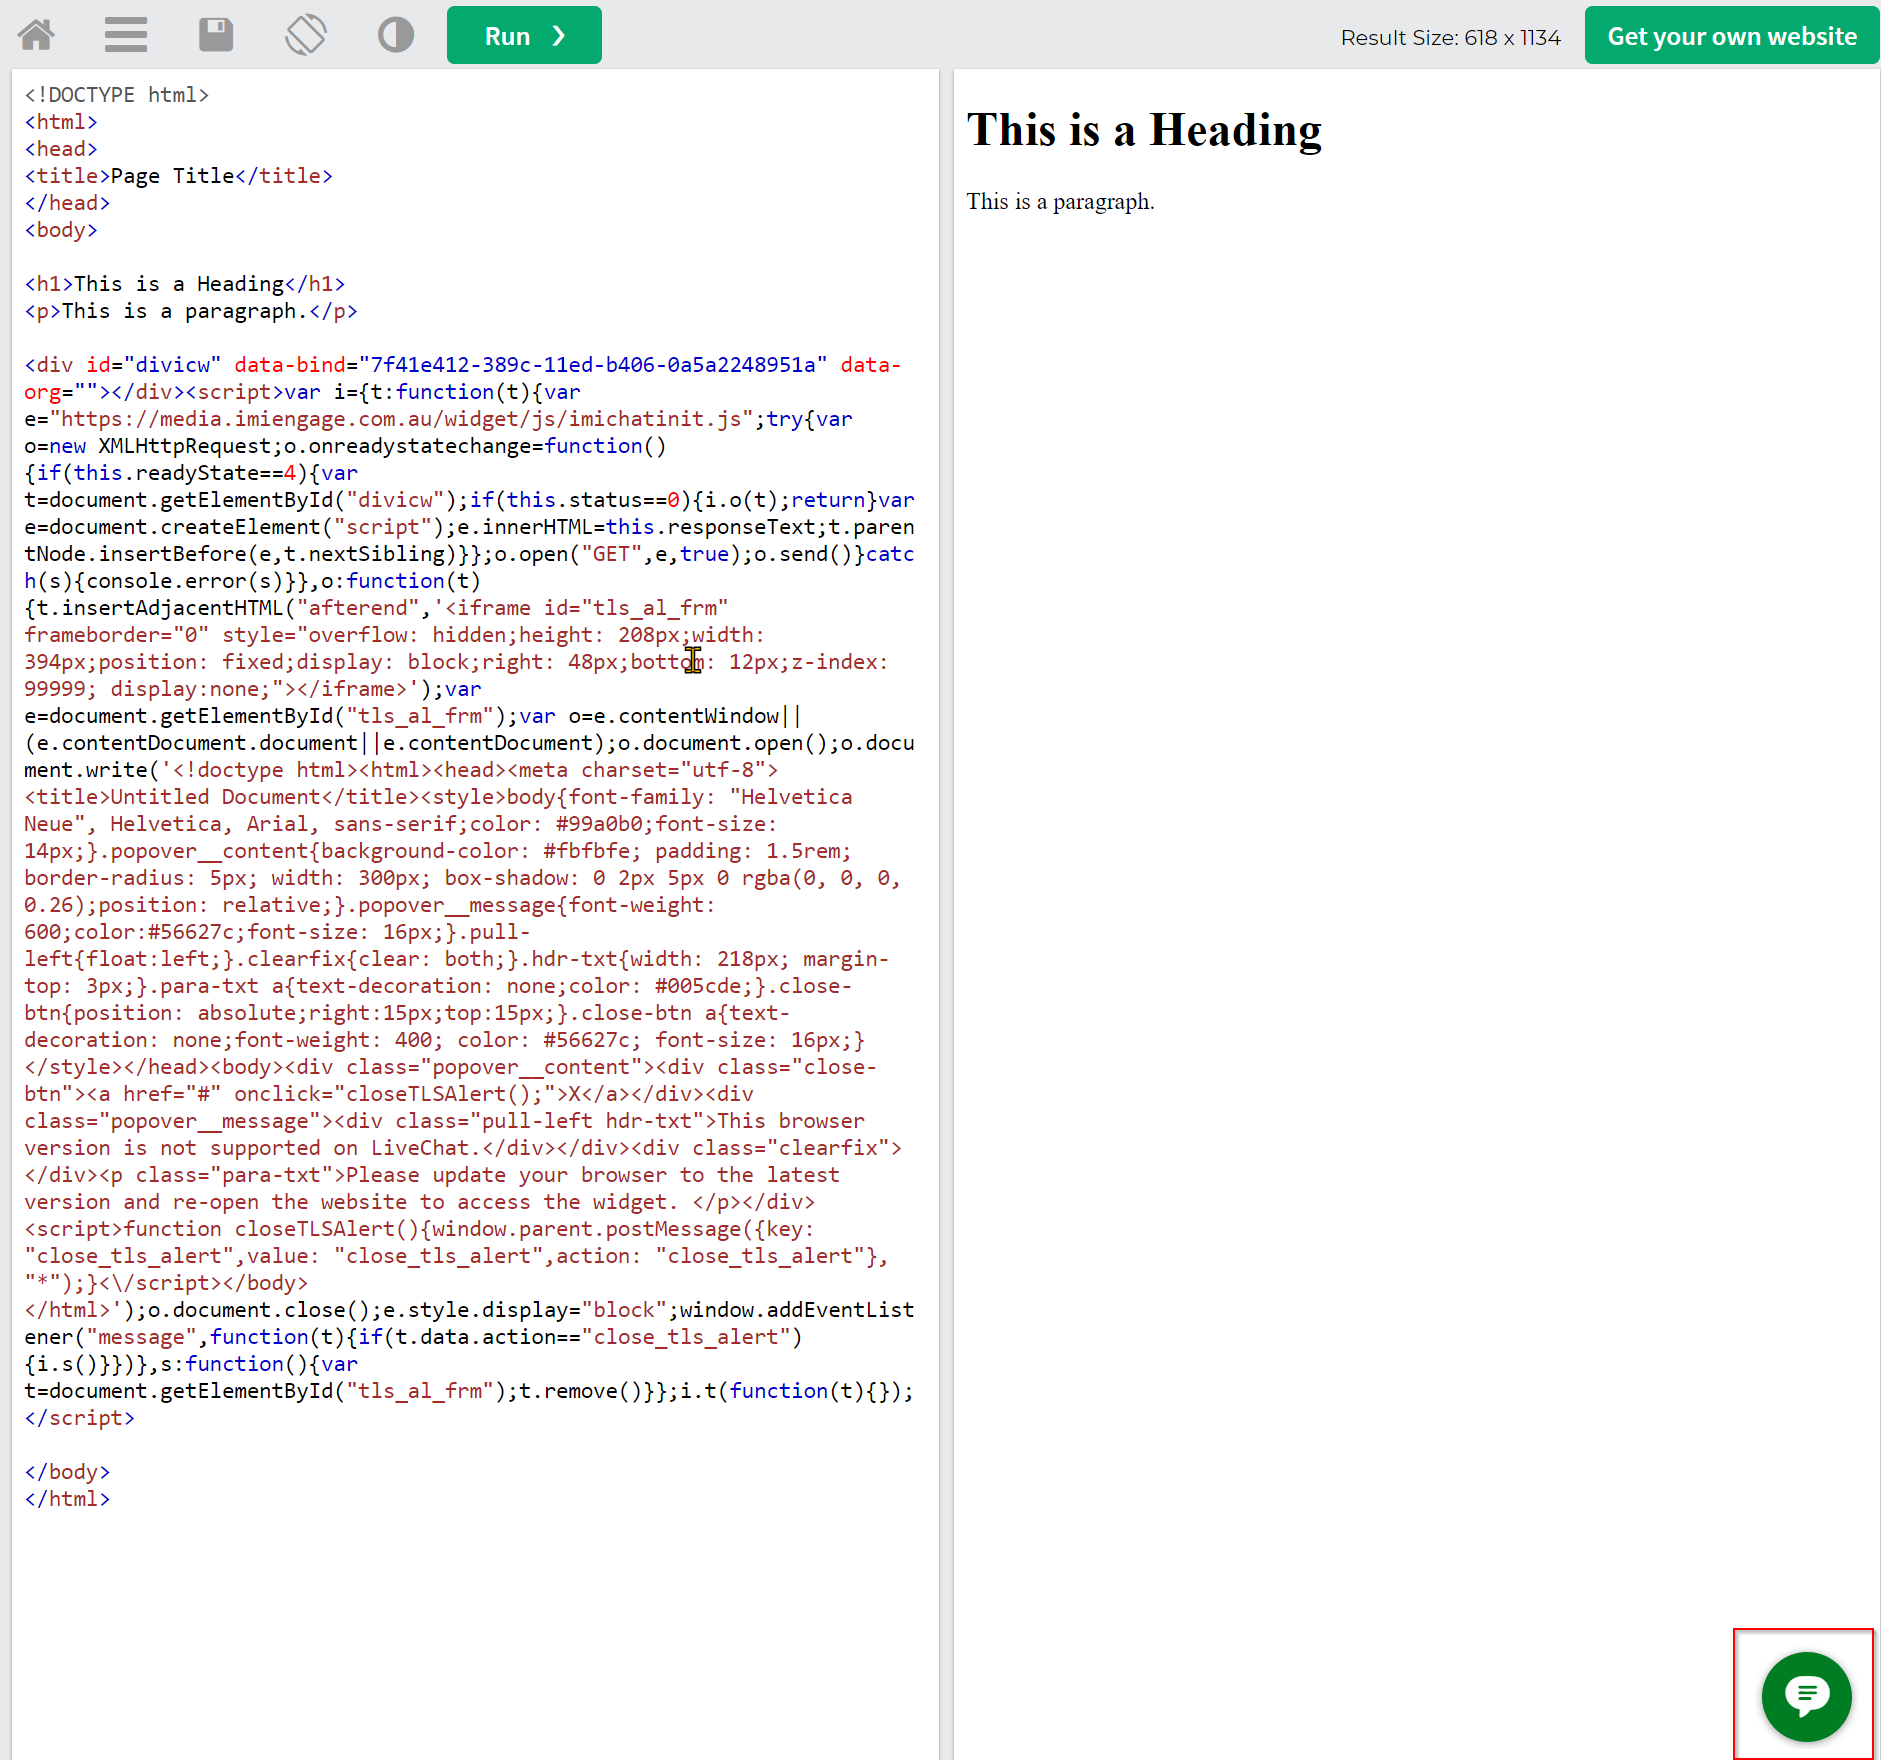 Run ❯
Result Size: 618 x 1134
Get your own website
<!DOCTYPE html>
<html>
<head>
<title>Page Title</title>
</head>
<body>
<h1>This is a Heading</h1>
<p>This is a paragraph.</p>
<div id="divicw" data-bind="7f41e412-389c-11ed-b406-0a5a2248951a" data-
org=""></div><script>var i={t:function(t){var
e="https://media.imiengage.com.au/widget/js/imichatinit.js";try{var
o=new XMLHttpRequest;o.onreadystatechange=function()
{if(this.readyState==4){var
t=document.getElementById("divicw");if(this.status==0){i.o(t);return}var
e=document.createElement("script");e.innerHTML=this.responseText;t.paren
tNode.insertBefore(e,t.nextSibling)}};o.open("GET",e,true);o.send()}catc
h(s){console.error(s)}},o:function(t)
{t.insertAdjacentHTML("afterend",'<iframe id="tls_al_frm"
frameborder="0" style="overflow: hidden;height: 208px;width:
394px;position: fixed;display: block;right: 48px;bottom: 12px;z-index:
99999; display:none;"></iframe>');var
e=document.getElementById("tls_al_frm");var o=e.contentWindow||
(e.contentDocument.document||e.contentDocument);o.document.open();o.docu
ment.write('<!doctype html><html><head><meta charset="utf-8">
<title>Untitled Document</title><style>body{font-family: "Helvetica
Neue", Helvetica, Arial, sans-serif;color: #99a0b0;font-size:
14px;}.popover__content{background-color: #fbfbfe; padding: 1.5rem;
border-radius: 5px; width: 300px; box-shadow: 0 2px 5px 0 rgba(0, 0, 0,
0.26);position: relative;}.popover__message{font-weight:
600;color:#56627c;font-size: 16px;}.pull-
left{float:left;}.clearfix{clear: both;}.hdr-txt{width: 218px; margin-
top: 3px;}.para-txt a{text-decoration: none;color: #005cde;}.close-
btn{position: absolute;right:15px;top:15px;}.close-btn a{text-
decoration: none;font-weight: 400; color: #56627c; font-size: 16px;}
</style></head><body><div class="popover__content"><div class="close-
btn"><a href="#" onclick="closeTLSAlert();">X</a></div><div
class="popover__message"><div class="pull-left hdr-txt">This browser
version is not supported on LiveChat.</div></div><div class="clearfix">
</div><p class="para-txt">Please update your browser to the latest
version and re-open the website to access the widget. </p></div>
<script>function closeTLSAlert(){window.parent.postMessage({key:
"close_tls_alert",value: "close_tls_alert",action: "close_tls_alert"},
"*");}<\/script></body>
</html>');o.document.close();e.style.display="block";window.addEventList
ener("message",function(t){if(t.data.action=="close_tls_alert")
{i.s()}})},s:function(){var
t=document.getElementById("tls_al_frm");t.remove()}};i.t(function(t){});
</script>
</body>
</html>
This is a Heading
This is a paragraph.